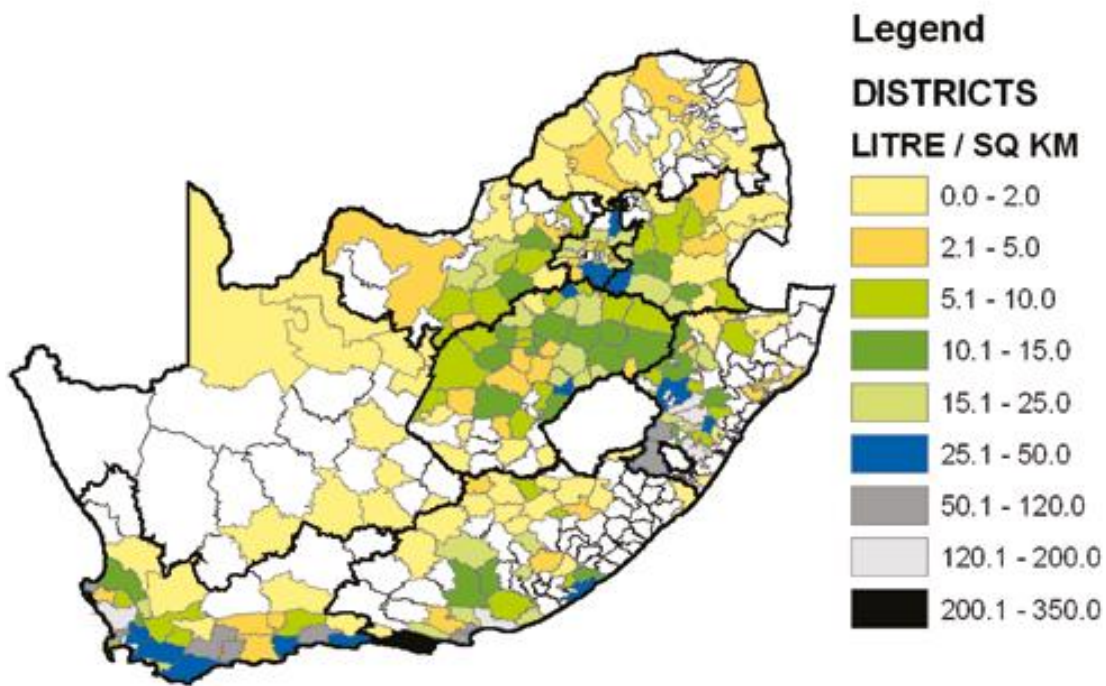 Legend
DISTRICTS
LITRE / SQ KM
0.0 - 2.0
2.1 - 5.0
5.1 - 10.0
10.1 - 15.0
15.1 - 25.0
25.1 - 50.0
50.1 - 120.0
120.1 - 200.0
200.1 - 350.0